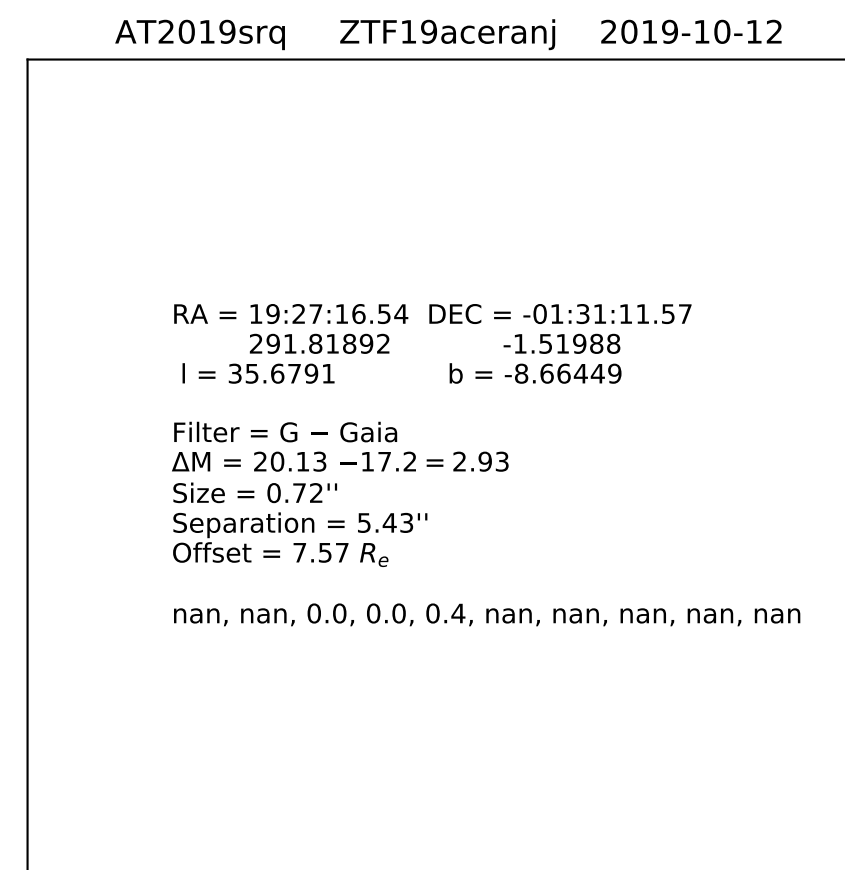 AT2019srq ZTF19aceranj 2019-10-12
RA = 19:27:16.54 DEC = -01:31:11.57
291.81892 -1.51988
l = 35.6791 b = -8.66449
Filter = G − Gaia
ΔM = 20.13 −17.2 = 2.93
Size = 0.72''
Separation = 5.43''
Offset = 7.57 Re
nan, nan, 0.0, 0.0, 0.4, nan, nan, nan, nan, nan